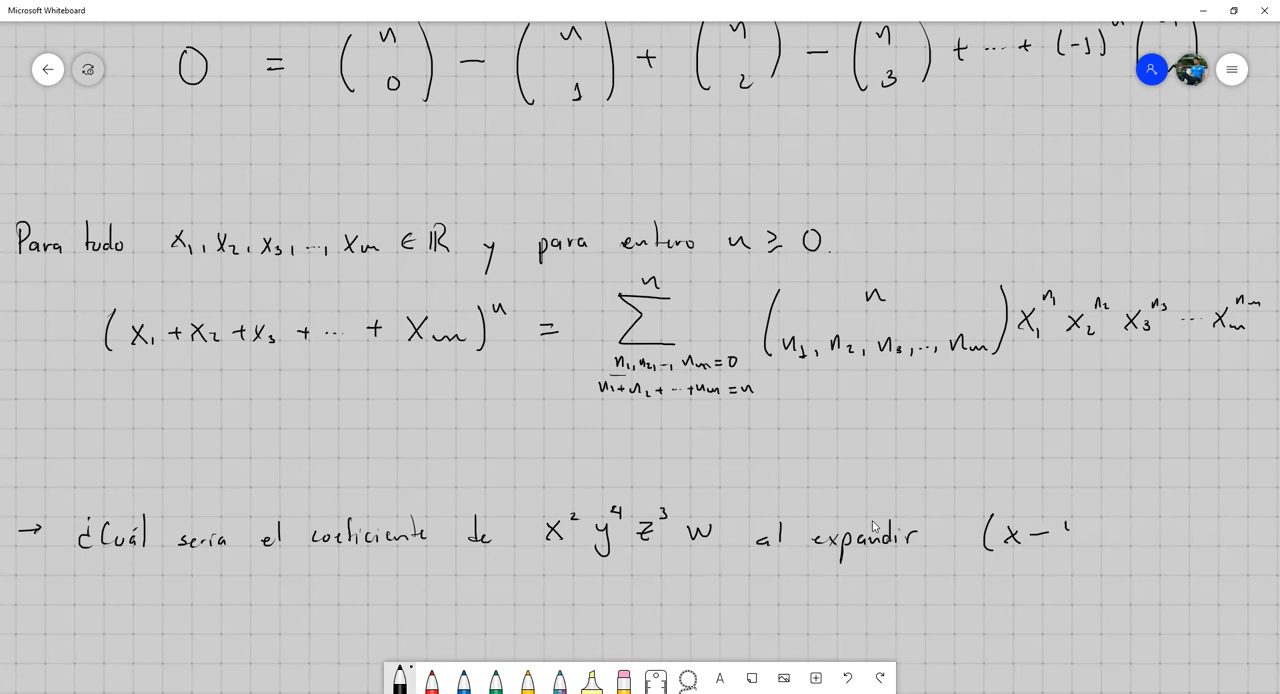 Microsoft Whiteboard
0 = (n 0) - (n 1) + (n 2) - (n 3) + ... + (-1)^n
Para todo x₁, x₂, x₃, ..., xₘ ∈ ℝ y para entero n ≥ 0.
(x₁ + x₂ + x₃ + ... + xₘ)ⁿ = Σ (n n₁, n₂, n₃, ..., nₘ) x₁^n₁ x₂^n₂ x₃^n₃ ... xₘ^nₘ
n
n₁, n₂, ..., nₘ = 0
n₁ + n₂ + ... + nₘ = n
→ ¿Cuál sería el coeficiente de x² y⁴ z³ w al expandir (x -